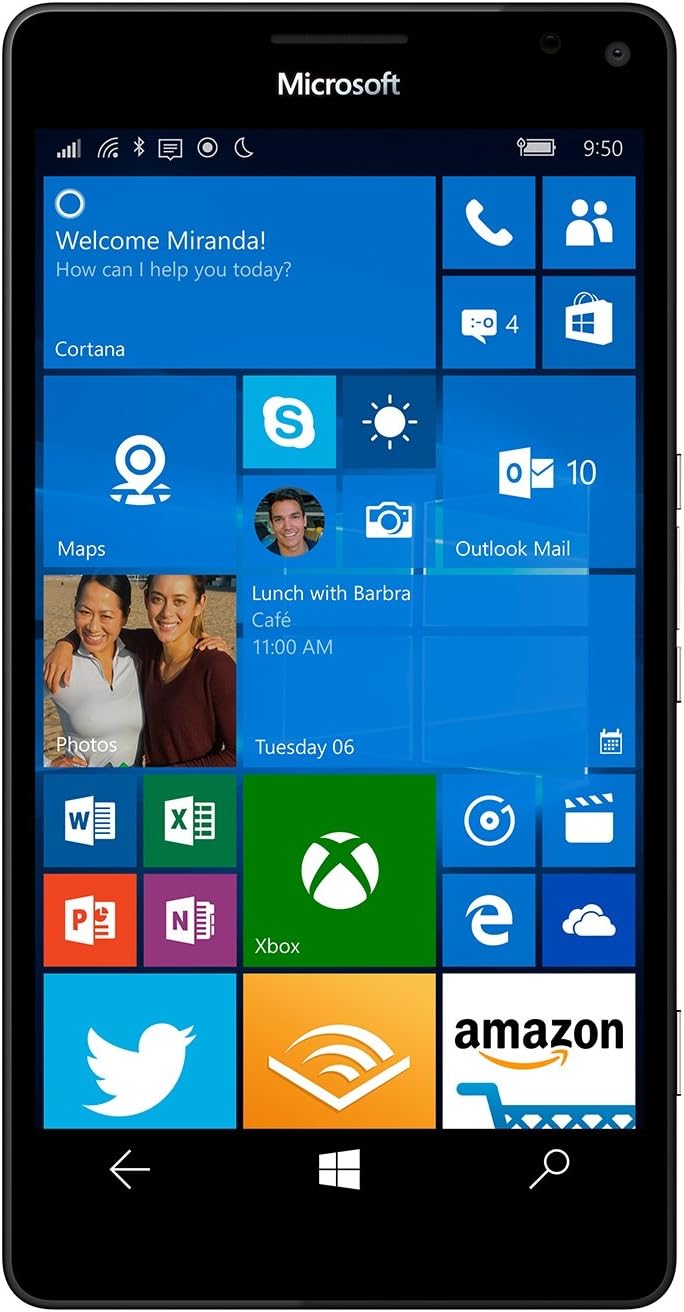 Microsoft
9:50
Welcome Miranda!
How can I help you today?
Cortana
:-o 4
S
Maps
O 10
Outlook Mail
Lunch with Barbra
Café
11:00 AM
Photos
Tuesday 06
W
X
P
N
Xbox
e
amazon